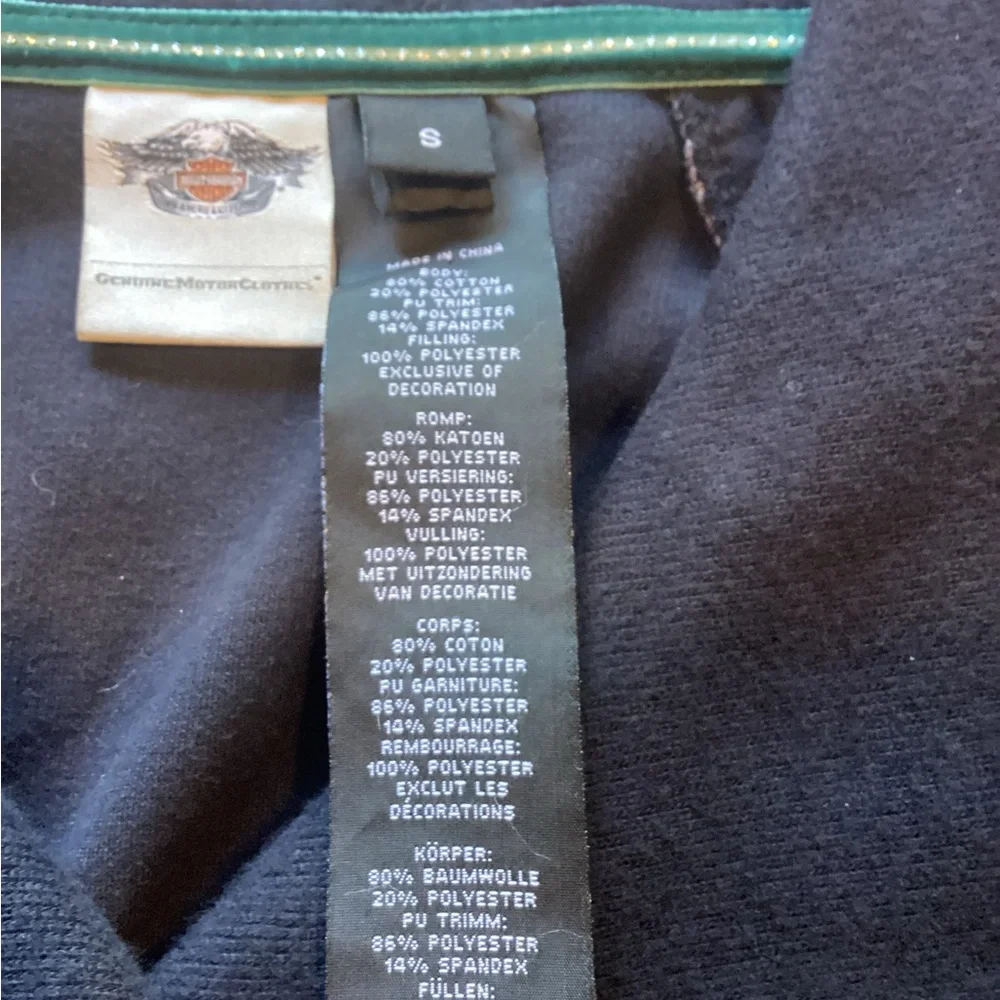 GENUINE MOTORCLOTHES™
S
MADE IN CHINA
BODY:
80% COTTON
20% POLYESTER
PU TRIM:
86% POLYESTER
14% SPANDEX
FILLING:
100% POLYESTER
EXCLUSIVE OF
DECORATION
ROMP:
80% KATOEN
20% POLYESTER
PU VERSIERING:
86% POLYESTER
14% SPANDEX
VULLING:
100% POLYESTER
MET UITZONDERING
VAN DECORATIE
CORPS:
80% COTON
20% POLYESTER
PU GARNITURE:
86% POLYESTER
14% SPANDEX
REMBOURRAGE:
100% POLYESTER
EXCLUT LES
DÉCORATIONS
KÖRPER:
80% BAUMWOLLE
20% POLYESTER
PU TRIMM:
86% POLYESTER
14% SPANDEX
FÜLLEN: